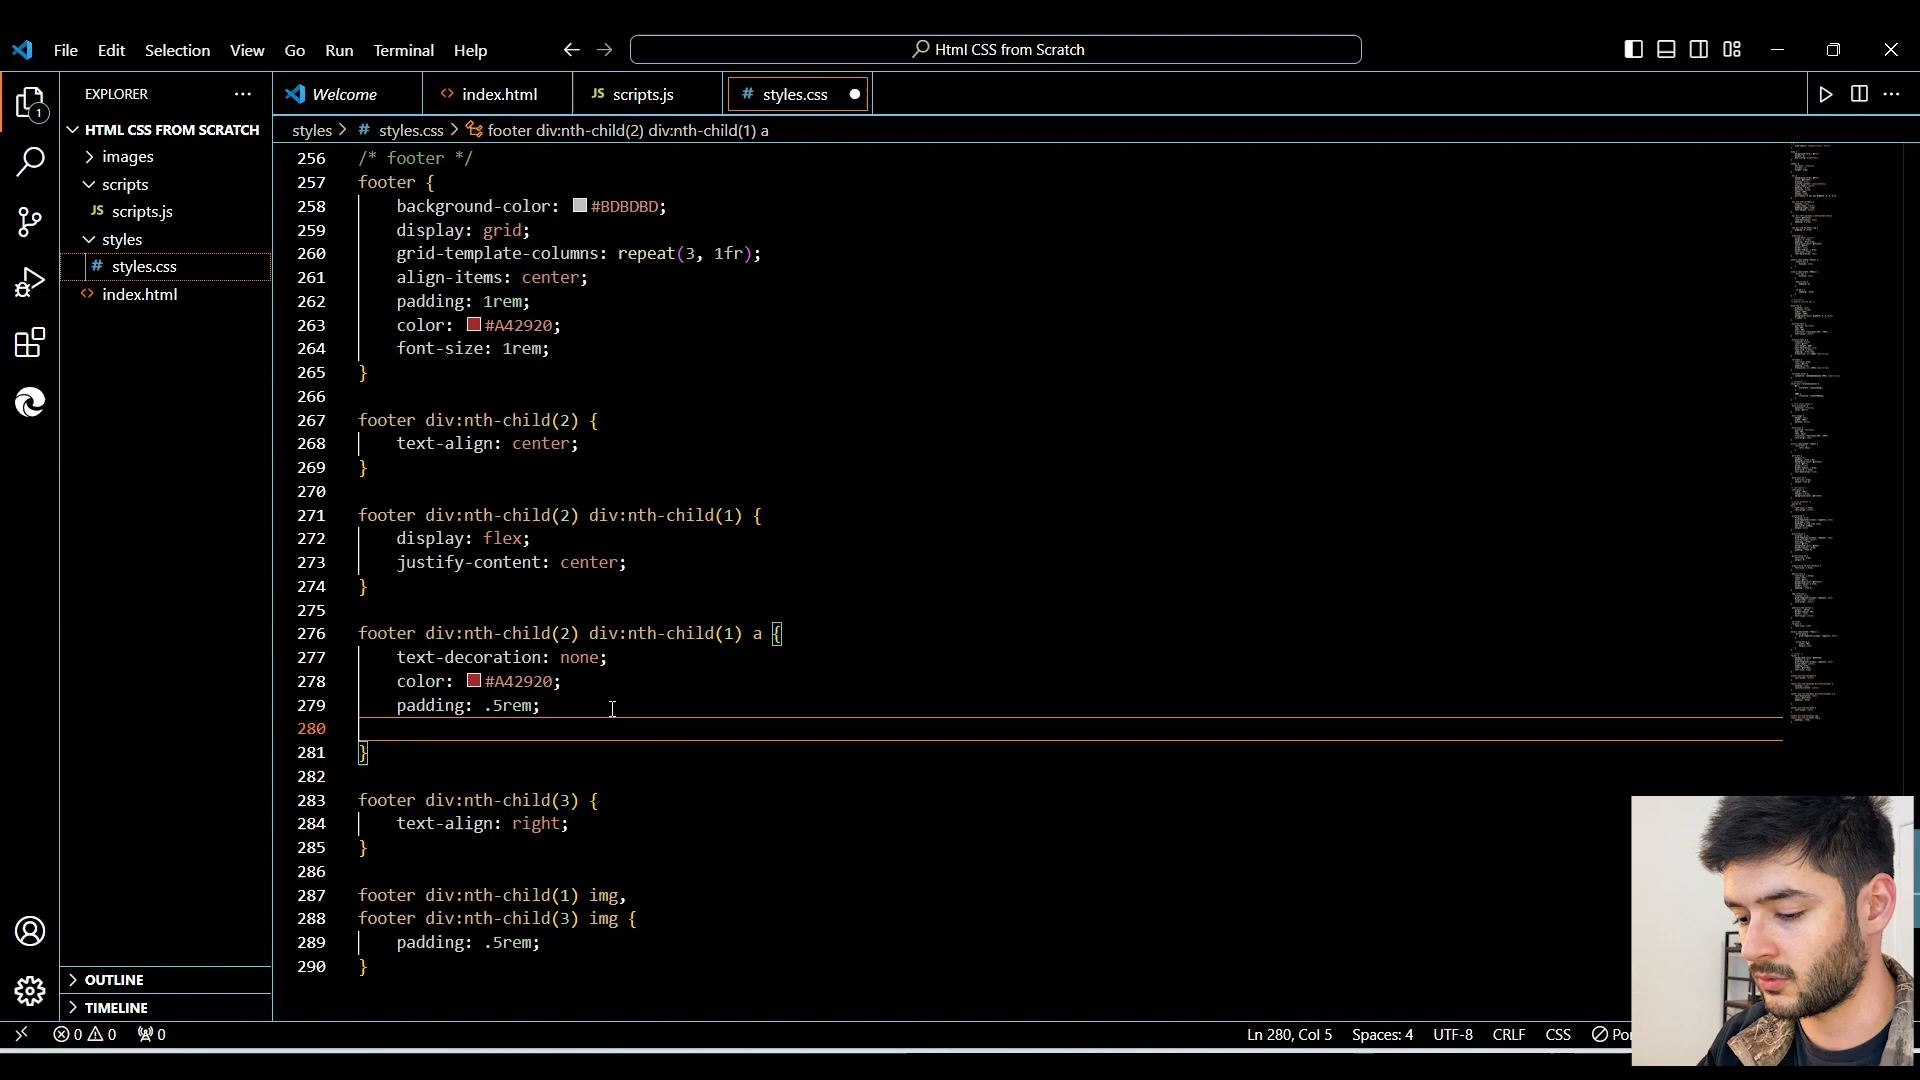 File Edit Selection View Go Run Terminal Help
Html CSS from Scratch
1
EXPLORER
HTML CSS FROM SCRATCH
images
scripts
JS scripts.js
styles
# styles.css
<> index.html
OUTLINE
TIMELINE
Welcome
<> index.html
JS scripts.js
# styles.css
styles > # styles.css > footer div:nth-child(2) div:nth-child(1) a
256 /* footer */
257 footer {
258 background-color: #BDBDBD;
259 display: grid;
260 grid-template-columns: repeat(3, 1fr);
261 align-items: center;
262 padding: 1rem;
263 color: #A42920;
264 font-size: 1rem;
265 }
266
267 footer div:nth-child(2) {
268 text-align: center;
269 }
270
271 footer div:nth-child(2) div:nth-child(1) {
272 display: flex;
273 justify-content: center;
274 }
275
276 footer div:nth-child(2) div:nth-child(1) a {
277 text-decoration: none;
278 color: #A42920;
279 padding: .5rem;
280
281 }
282
283 footer div:nth-child(3) {
284 text-align: right;
285 }
286
287 footer div:nth-child(1) img,
288 footer div:nth-child(3) img {
289 padding: .5rem;
290 }
0 0 0
Ln 280, Col 5 Spaces: 4 UTF-8 CRLF CSS